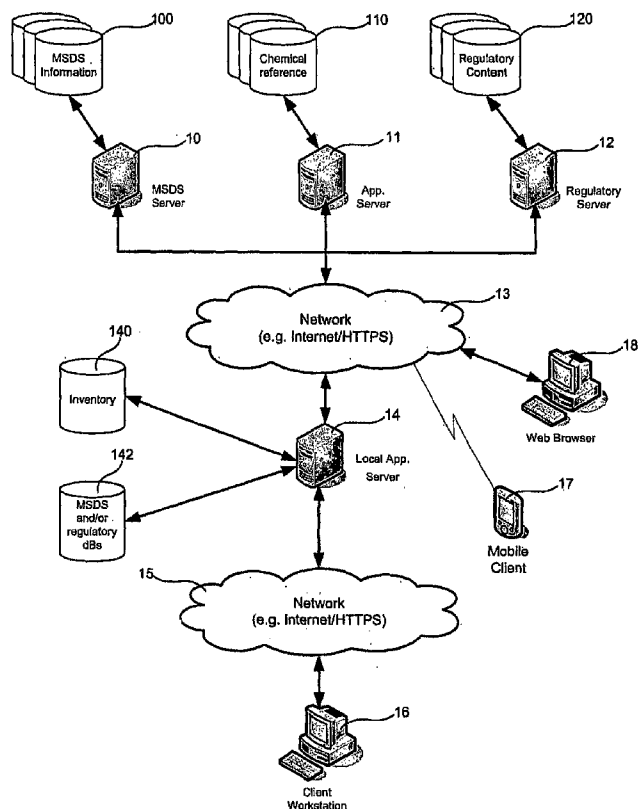 100
110
120
MSDS
Information
Chemical
reference
Regulatory
Content
10
11
12
MSDS
Server
App.
Server
Regulatory
Server
13
Network
(e.g. Internet/HTTPS)
18
Web Browser
140
Inventory
14
Local App.
Server
142
MSDS
and/or
regulatory
dBs
17
Mobile
Client
15
Network
(e.g. Internet/HTTPS)
16
Client
Workstation